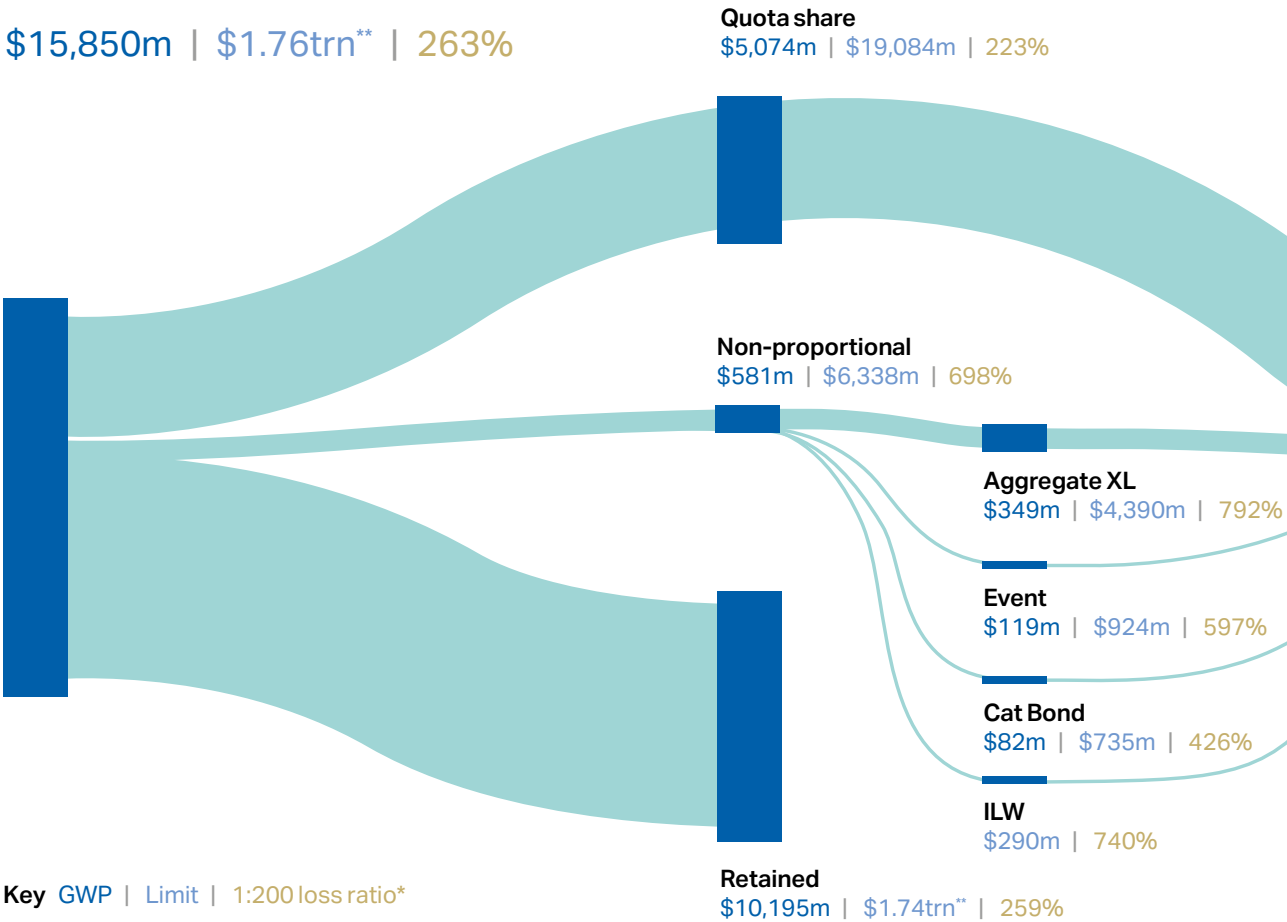 $15,850m | $1.76trn** | 263%
Quota share
$5,074m | $19,084m | 223%
Non-proportional
$581m | $6,338m | 698%
Aggregate XL
$349m | $4,390m | 792%
Event
$119m | $924m | 597%
Cat Bond
$82m | $735m | 426%
ILW
$290m | 740%
Retained
$10,195m | $1.74trn** | 259%
Key GWP | Limit | 1:200 loss ratio*